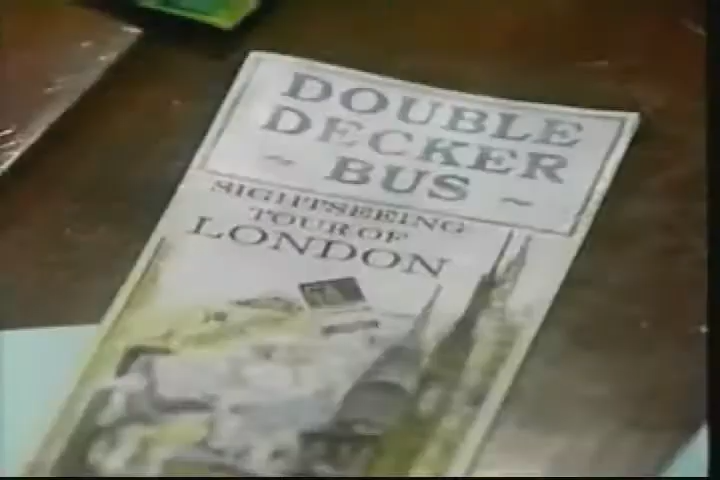 DOUBLE
DECKER
~ BUS ~
SIGHTSEEING
TOUR OF
LONDON